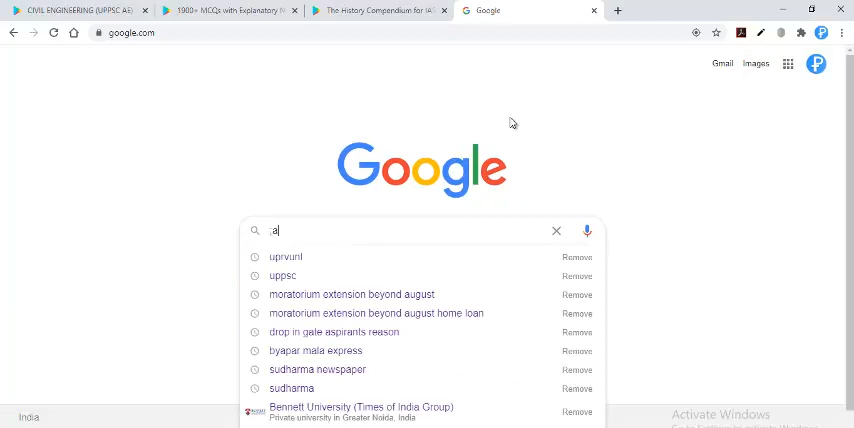 CIVIL ENGINEERING (UPPSC AE)
1900+ MCQs with Explanatory N
The History Compendium for IAS
Google
google.com
Gmail
Images
Google
;a
uprvunl
Remove
uppsc
Remove
moratorium extension beyond august
Remove
moratorium extension beyond august home loan
Remove
drop in gate aspirants reason
Remove
byapar mala express
Remove
sudharma newspaper
Remove
sudharma
Remove
Bennett University (Times of India Group)
Private university in Greater Noida, India
Remove
India
Activate Windows